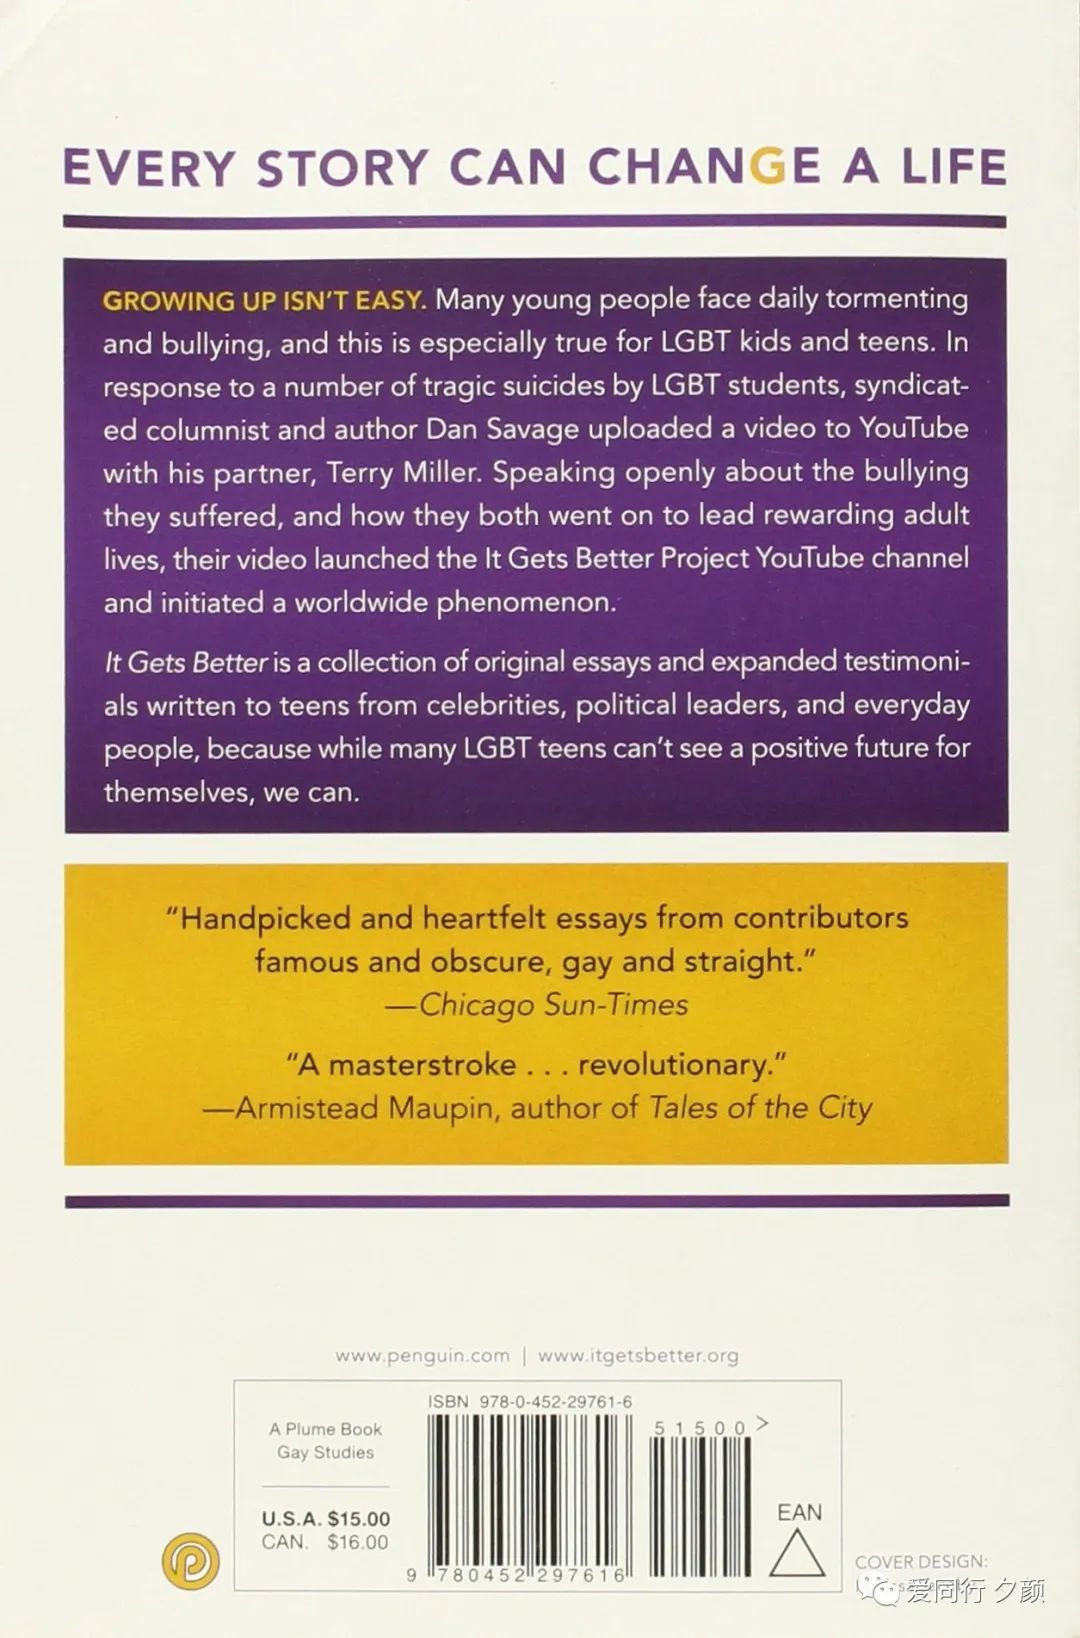 EVERY STORY CAN CHANGE A LIFE
GROWING UP ISN'T EASY. Many young people face daily tormenting
and bullying, and this is especially true for LGBT kids and teens. In
response to a number of tragic suicides by LGBT students, syndicat-
ed columnist and author Dan Savage uploaded a video to YouTube
with his partner, Terry Miller. Speaking openly about the bullying
they suffered, and how they both went on to lead rewarding adult
lives, their video launched the It Gets Better Project YouTube channel
and initiated a worldwide phenomenon.
It Gets Better is a collection of original essays and expanded testimoni-
als written to teens from celebrities, political leaders, and everyday
people, because while many LGBT teens can't see a positive future for
themselves, we can.
“Handpicked and heartfelt essays from contributors
famous and obscure, gay and straight.”
—Chicago Sun-Times
“A masterstroke . . . revolutionary.”
—Armistead Maupin, author of Tales of the City
www.penguin.com | www.itgetsbetter.org
ISBN 978-0-452-29761-6
51500>
A Plume Book
Gay Studies
U.S.A. $15.00
CAN. $16.00
9 780452 297616
EAN
COVER DESIGN:
爱同行 夕颜